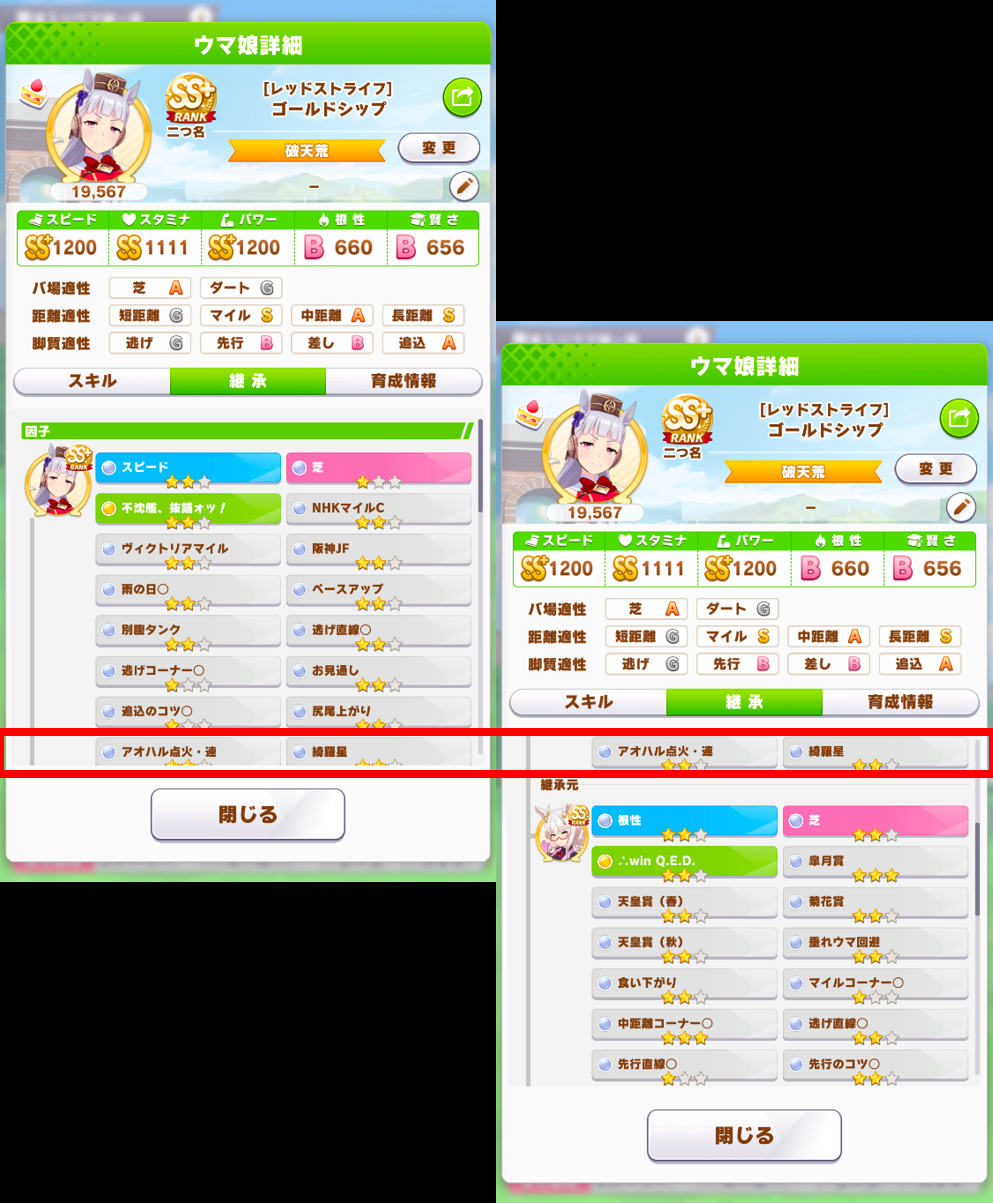 ウマ娘詳細
[レッドストライフ]
ゴールドシップ
SS+
RANK
二つ名
破天荒
変更
19,567
–
スピード スタミナ パワー 根性 賢さ
SS+ 1200 SS 1111 SS+ 1200 B 660 B 656
バ場適性 芝 A ダート G
距離適性 短距離 G マイル S 中距離 A 長距離 S
脚質適性 逃げ G 先行 B 差し B 追込 A
スキル 継承 育成情報
因子
SS+
RANK
スピード 芝
不沈艦、抜錨ォッ! NHKマイルC
ヴィクトリアマイル 阪神JF
雨の日○ ペースアップ
別腹タンク 逃げ直線○
逃げコーナー○ お見通し
追込のコツ○ 尻尾上がり
アオハル点火・速 綺羅星
閉じる
ウマ娘詳細
[レッドストライフ]
ゴールドシップ
SS+
RANK
二つ名
破天荒
変更
19,567
–
スピード スタミナ パワー 根性 賢さ
SS+ 1200 SS 1111 SS+ 1200 B 660 B 656
バ場適性 芝 A ダート G
距離適性 短距離 G マイル S 中距離 A 長距離 S
脚質適性 逃げ G 先行 B 差し B 追込 A
スキル 継承 育成情報
アオハル点火・速 綺羅星
継承元
SS
RANK
根性 芝
∴win Q.E.D. 皐月賞
天皇賞（春） 菊花賞
天皇賞（秋） 垂れウマ回避
食い下がり マイルコーナー○
中距離コーナー○ 逃げ直線○
先行直線○ 先行のコツ○
閉じる